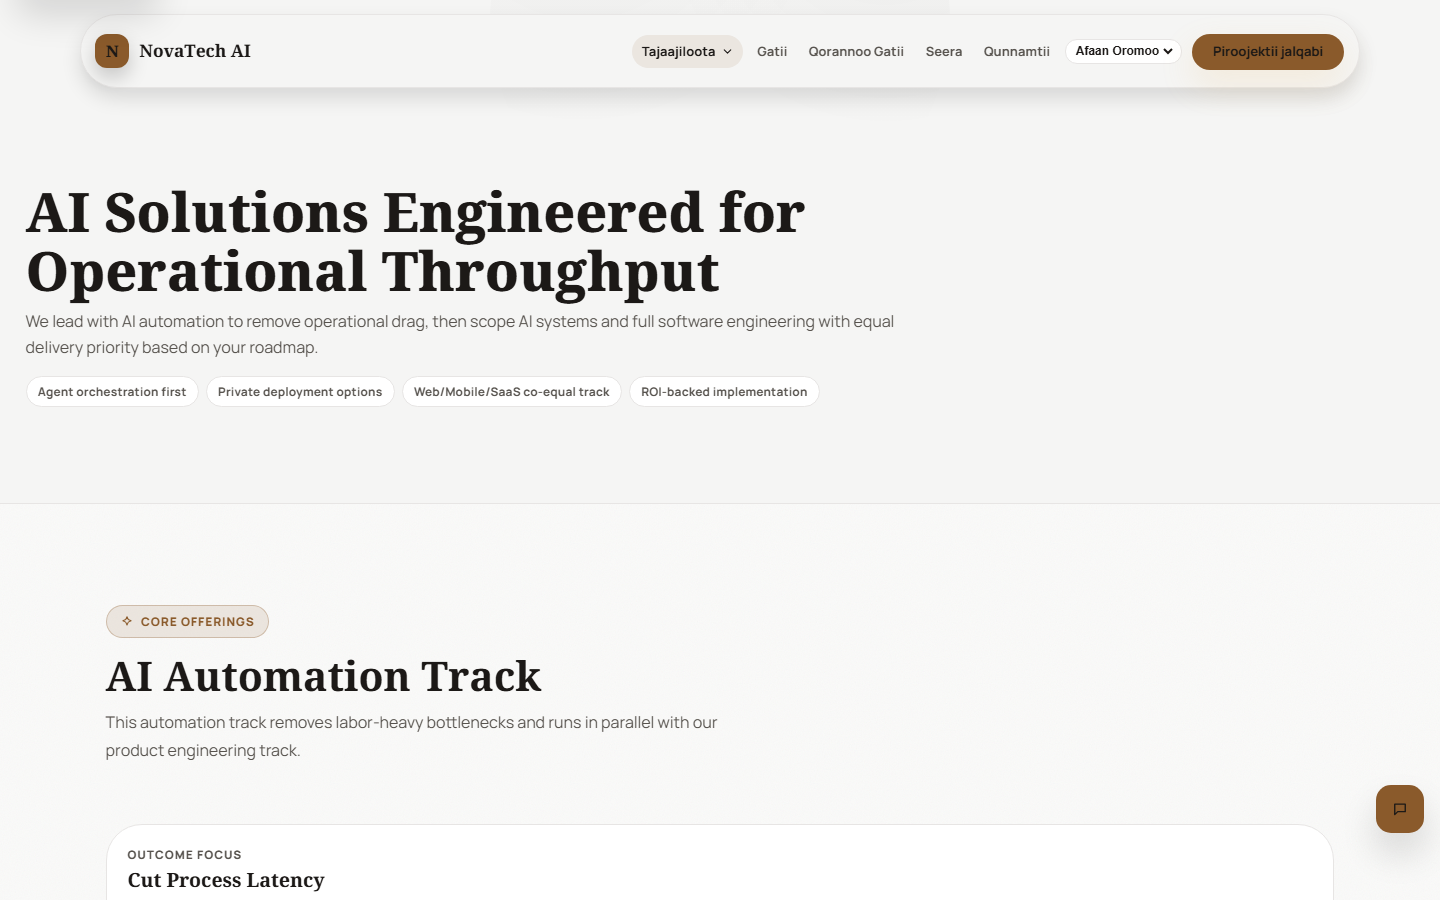 N NovaTech AI Tajaajiloota Gatii Qorannoo Gatii Seera Qunnamtii Afaan Oromoo Piroojektii jalqabi
AI Solutions Engineered for
Operational Throughput
We lead with AI automation to remove operational drag, then scope AI systems and full software engineering with equal
delivery priority based on your roadmap.
Agent orchestration first Private deployment options Web/Mobile/SaaS co-equal track ROI-backed implementation
CORE OFFERINGS
AI Automation Track
This automation track removes labor-heavy bottlenecks and runs in parallel with our
product engineering track.
OUTCOME FOCUS
Cut Process Latency